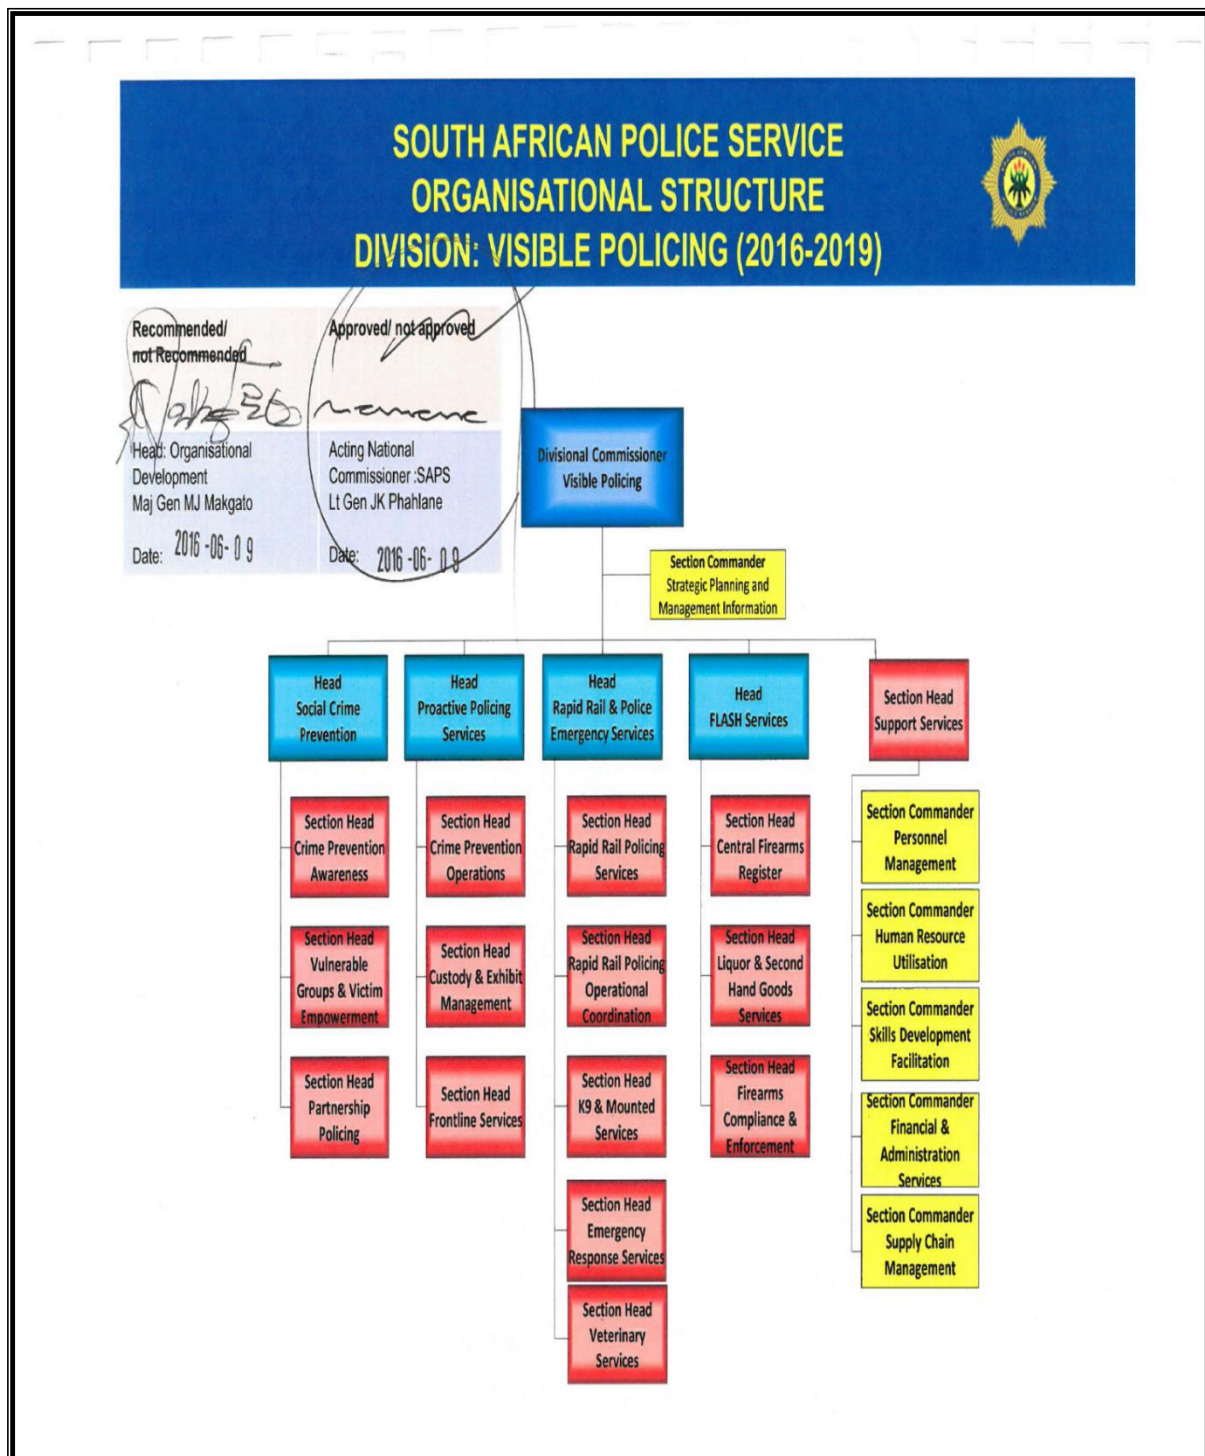 SOUTH AFRICAN POLICE SERVICE
ORGANISATIONAL STRUCTURE
DIVISION: VISIBLE POLICING (2016-2019)
Recommended/
not Recommended
Approved/ not approved
Head: Organisational
Development
Maj Gen MJ Makgato
Date: 2016 -06- 09
Acting National
Commissioner :SAPS
Lt Gen JK Phahlane
Date: 2016 -06- 09
Divisional Commissioner
Visible Policing
Section Commander
Strategic Planning and
Management Information
Head
Social Crime
Prevention
Head
Proactive Policing
Services
Head
Rapid Rail & Police
Emergency Services
Head
FLASH Services
Section Head
Support Services
Section Head
Crime Prevention
Awareness
Section Head
Vulnerable
Groups & Victim
Empowerment
Section Head
Partnership
Policing
Section Head
Crime Prevention
Operations
Section Head
Custody & Exhibit
Management
Section Head
Frontline Services
Section Head
Rapid Rail Policing
Services
Section Head
Rapid Rail Policing
Operational
Coordination
Section Head
K9 & Mounted
Services
Section Head
Emergency
Response Services
Section Head
Veterinary
Services
Section Head
Central Firearms
Register
Section Head
Liquor & Second
Hand Goods
Services
Section Head
Firearms
Compliance &
Enforcement
Section Commander
Personnel
Management
Section Commander
Human Resource
Utilisation
Section Commander
Skills Development
Facilitation
Section Commander
Financial &
Administration
Services
Section Commander
Supply Chain
Management